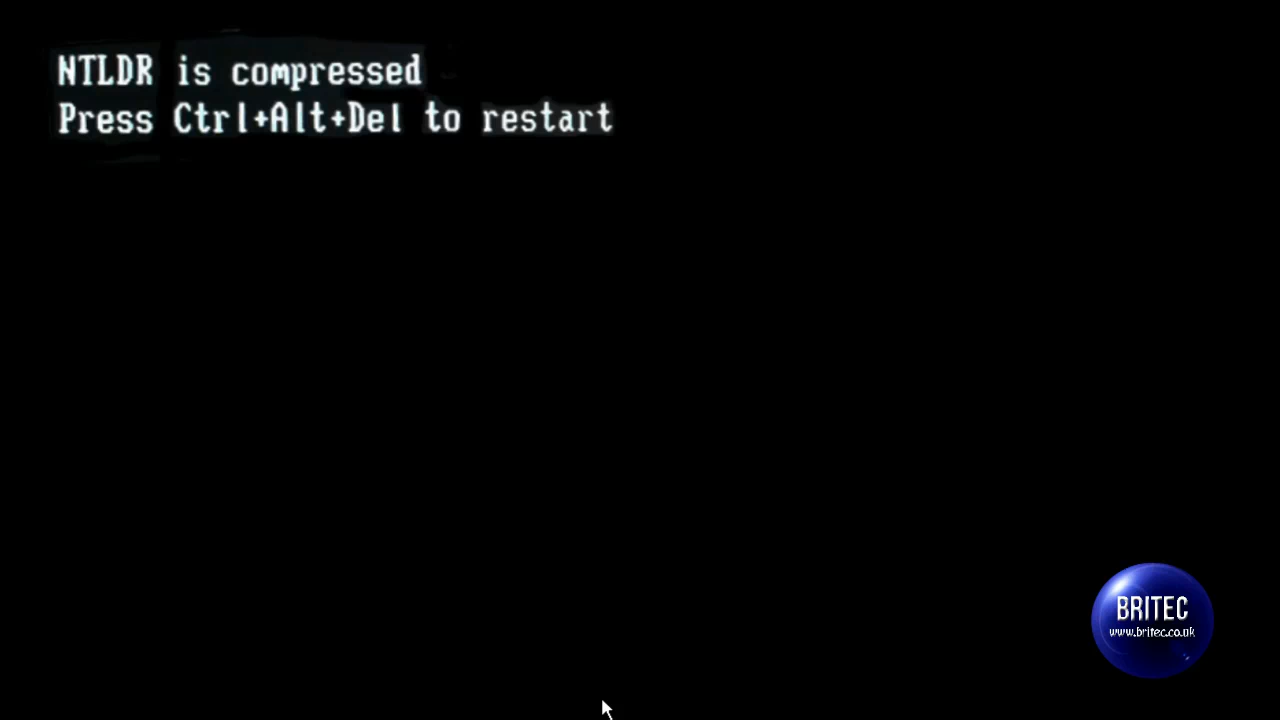 NTLDR is compressed
Press Ctrl+Alt+Del to restart
BRITEC
www.britec.co.uk